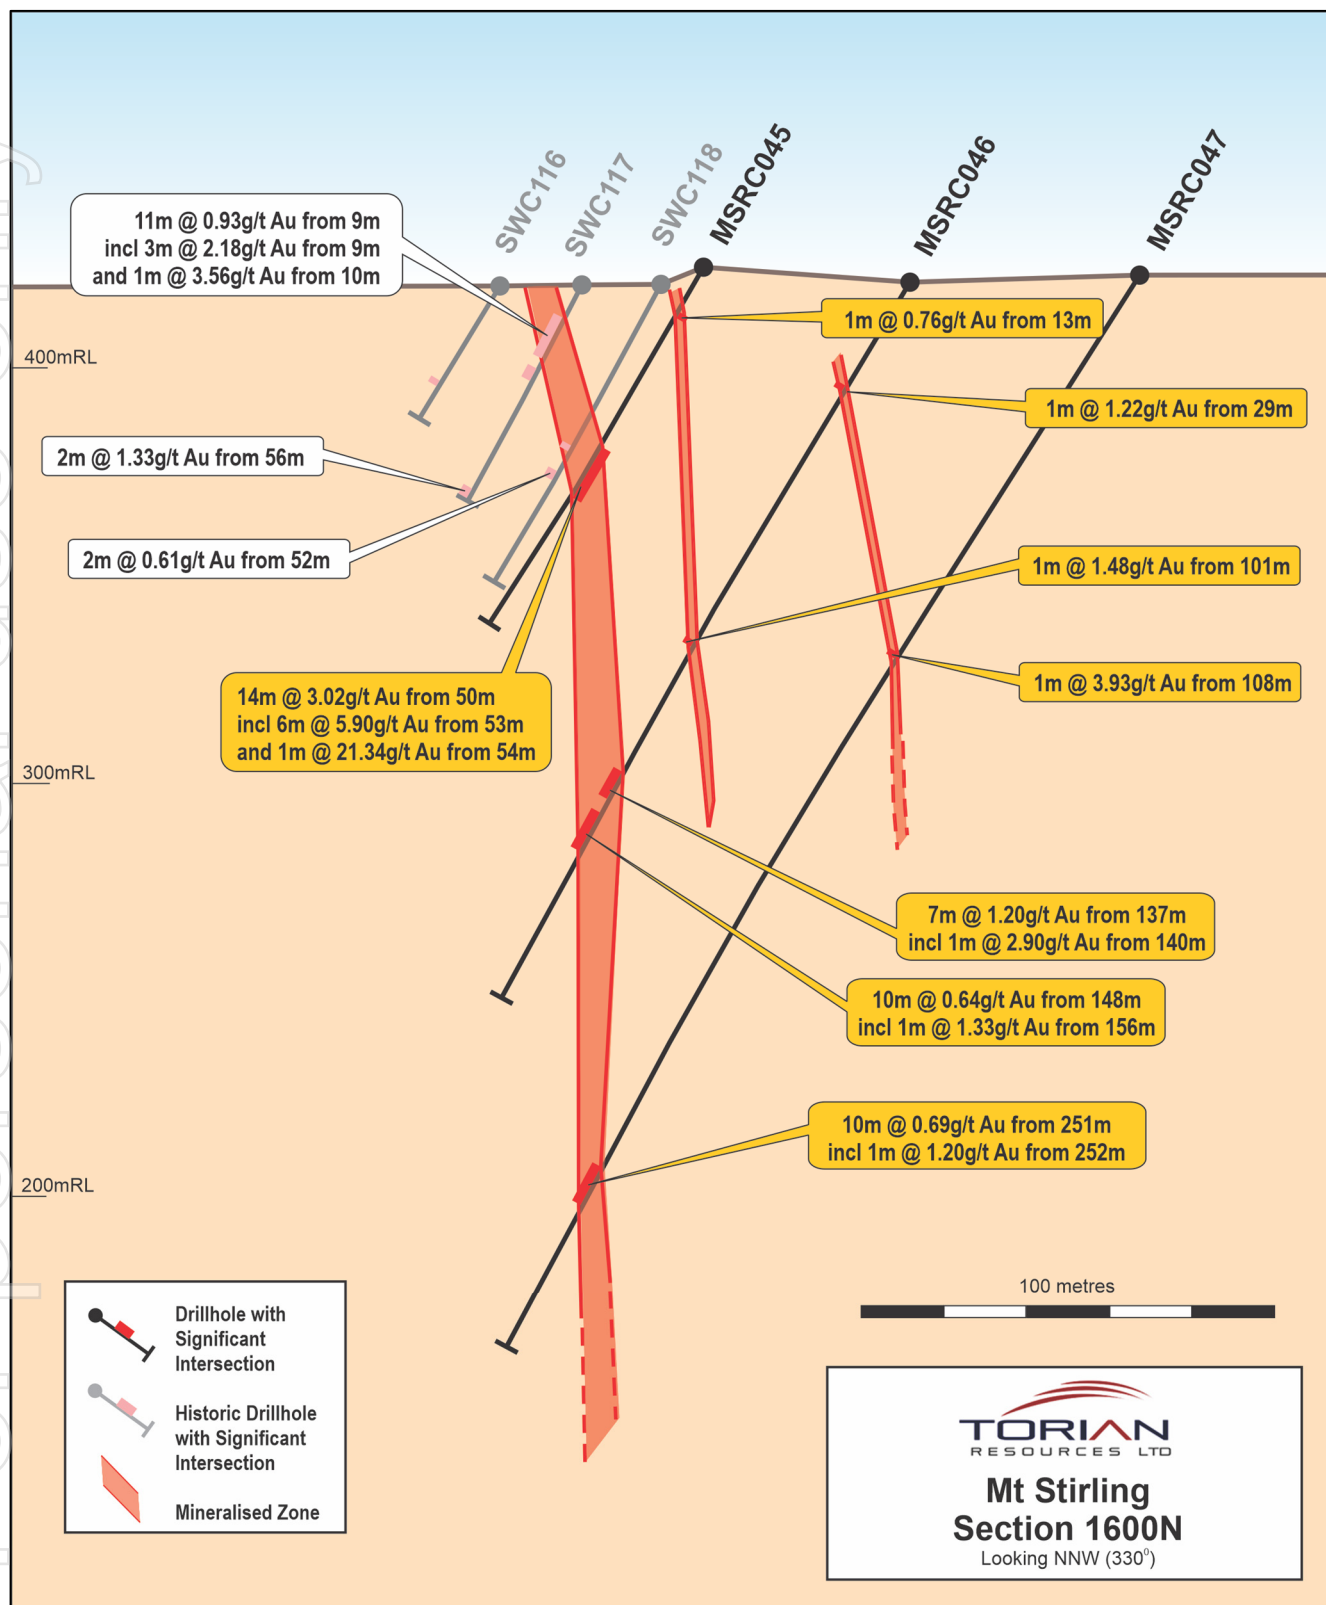 SWC116
SWC117
SWC118
MSRC045
MSRC046
MSRC047
11m @ 0.93g/t Au from 9m
incl 3m @ 2.18g/t Au from 9m
and 1m @ 3.56g/t Au from 10m
1m @ 0.76g/t Au from 13m
400mRL
1m @ 1.22g/t Au from 29m
2m @ 1.33g/t Au from 56m
2m @ 0.61g/t Au from 52m
1m @ 1.48g/t Au from 101m
1m @ 3.93g/t Au from 108m
14m @ 3.02g/t Au from 50m
incl 6m @ 5.90g/t Au from 53m
and 1m @ 21.34g/t Au from 54m
300mRL
7m @ 1.20g/t Au from 137m
incl 1m @ 2.90g/t Au from 140m
10m @ 0.64g/t Au from 148m
incl 1m @ 1.33g/t Au from 156m
10m @ 0.69g/t Au from 251m
incl 1m @ 1.20g/t Au from 252m
200mRL
100 metres
Drillhole with
Significant
Intersection
Historic Drillhole
with Significant
Intersection
Mineralised Zone
TORIAN
RESOURCES LTD
Mt Stirling
Section 1600N
Looking NNW (330⁰)